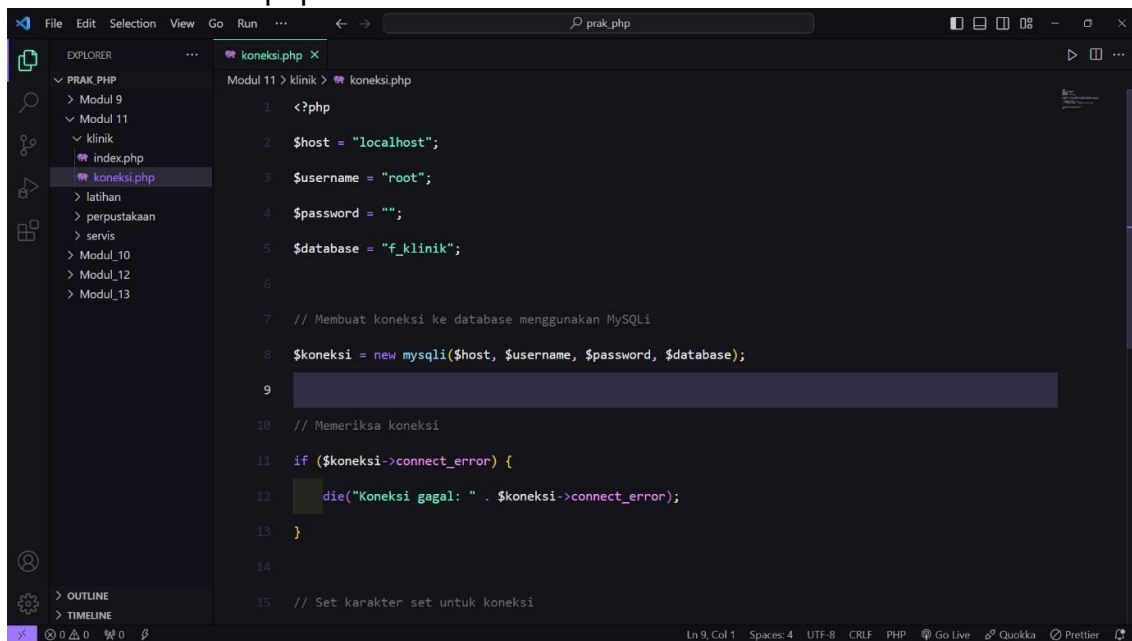 File Edit Selection View Go Run ··· ← → prak_php
EXPLORER ···
PRAK_PHP
> Modul 9
Modul 11
klinik
index.php
koneksi.php
> latihan
> perpustakaan
> servis
> Modul_10
> Modul_12
> Modul_13
> OUTLINE
> TIMELINE
koneksi.php ×
Modul 11 > klinik > koneksi.php
1 <?php
2 $host = "localhost";
3 $username = "root";
4 $password = "";
5 $database = "f_klinik";
6
7 // Membuat koneksi ke database menggunakan MySQLi
8 $koneksi = new mysqli($host, $username, $password, $database);
9
10 // Memeriksa koneksi
11 if ($koneksi->connect_error) {
12 die("Koneksi gagal: " . $koneksi->connect_error);
13 }
14
15 // Set karakter set untuk koneksi
0 0 0 Ln 9, Col 1 Spaces: 4 UTF-8 CRLF PHP Go Live Quokka Prettier